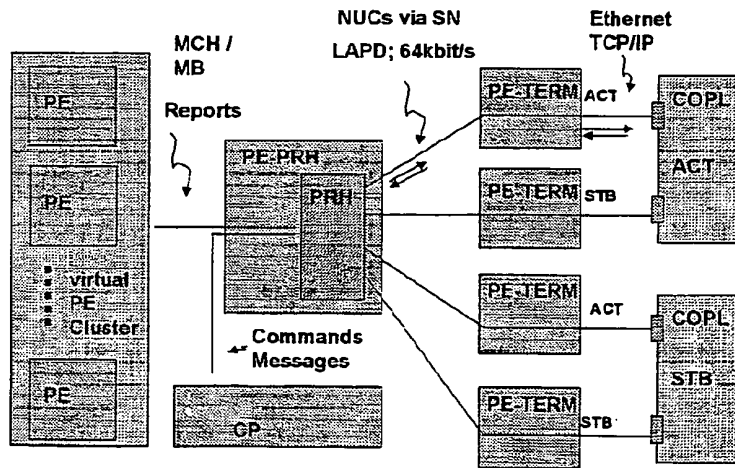 PE
PE
virtual
PE
Cluster
PE
MCH /
MB
Reports
PE-PRH
PRH
Commands
Messages
CP
NUCs via SN
LAPD; 64kbit/s
Ethernet
TCP/IP
PE-TERM
ACT
PE-TERM
STB
PE-TERM
ACT
PE-TERM
STB
COPL
ACT
COPL
STB